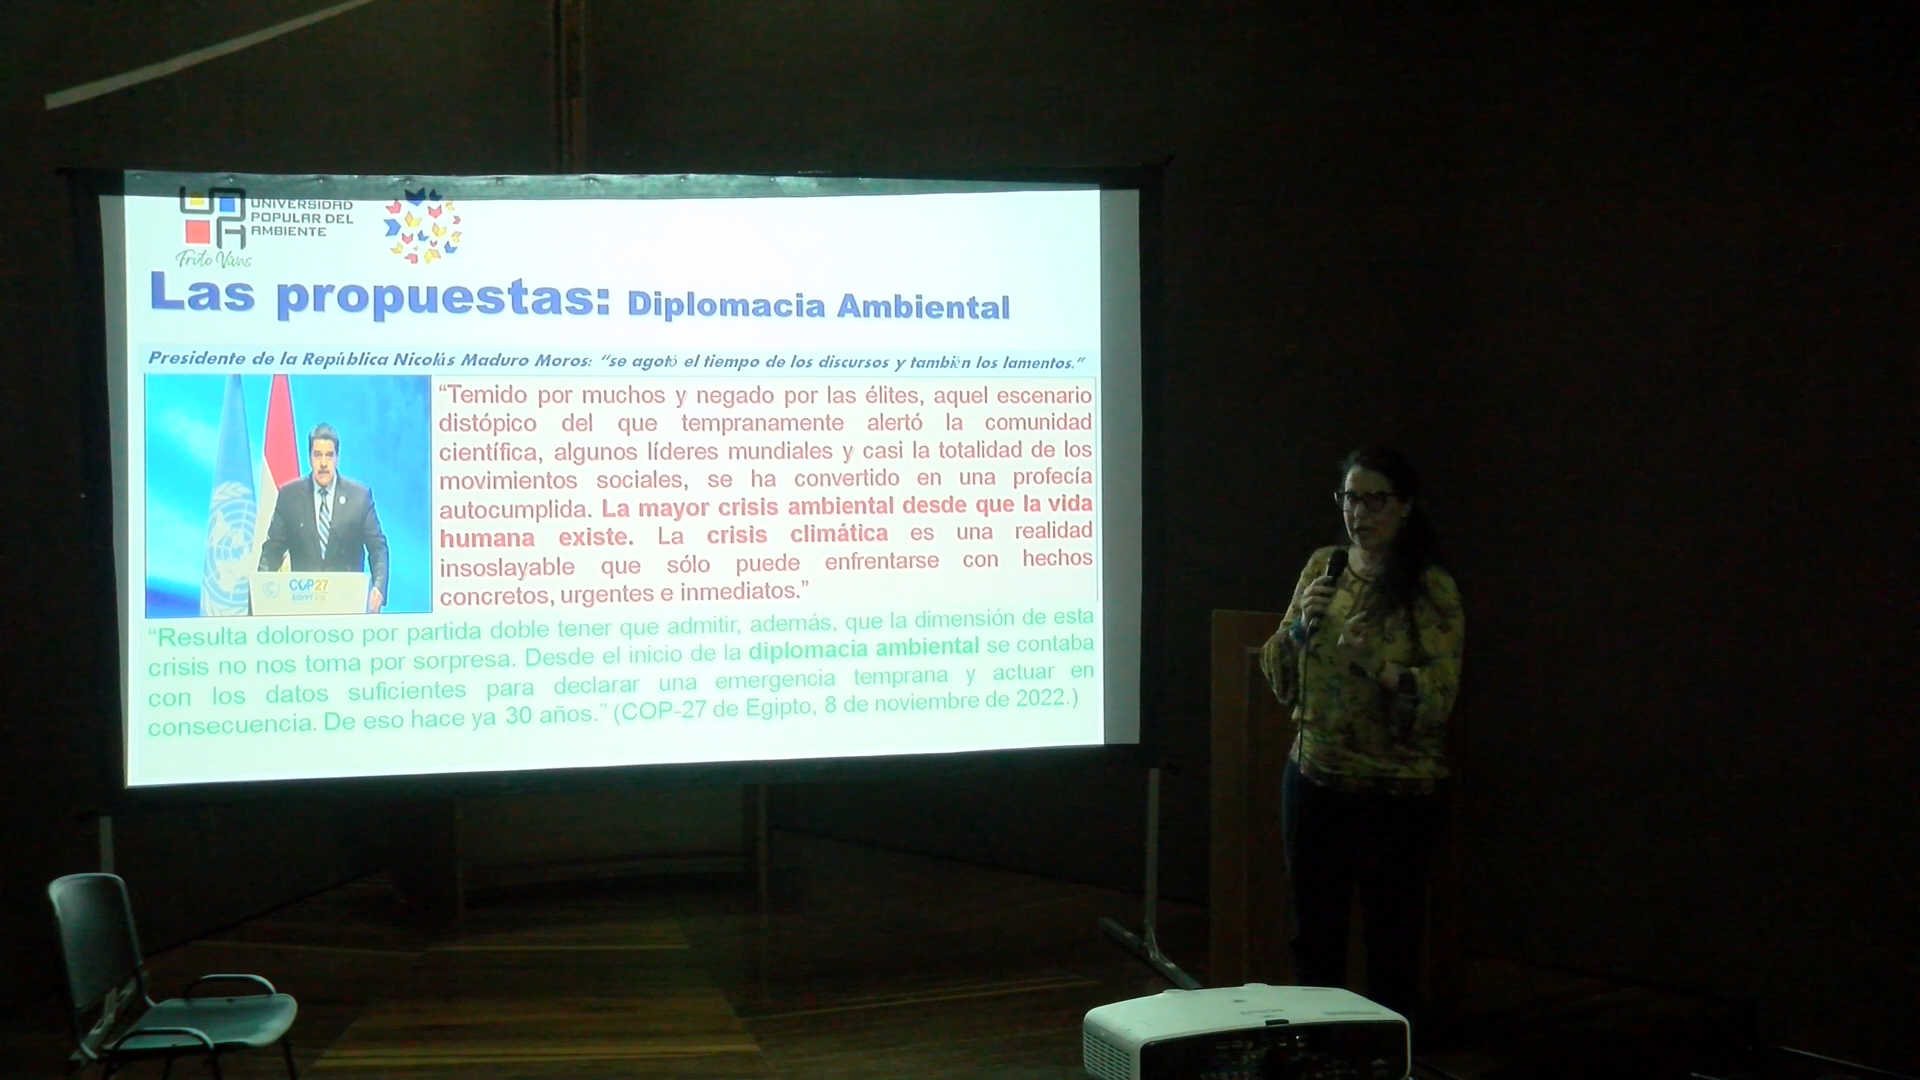 UNIVERSIDAD
POPULAR DEL
AMBIENTE
Fruto Vivas
Las propuestas: Diplomacia Ambiental
Presidente de la República Nicolás Maduro Moros: “se agotó el tiempo de los discursos y también los lamentos.”
“Temido por muchos y negado por las élites, aquel escenario
distópico del que tempranamente alertó la comunidad
científica, algunos líderes mundiales y casi la totalidad de los
movimientos sociales, se ha convertido en una profecía
autocumplida. La mayor crisis ambiental desde que la vida
humana existe. La crisis climática es una realidad
insoslayable que sólo puede enfrentarse con hechos
concretos, urgentes e inmediatos.”
COP27
“Resulta doloroso por partida doble tener que admitir, además, que la dimensión de esta
crisis no nos toma por sorpresa. Desde el inicio de la diplomacia ambiental se contaba
con los datos suficientes para declarar una emergencia temprana y actuar en
consecuencia. De eso hace ya 30 años.” (COP-27 de Egipto, 8 de noviembre de 2022.)